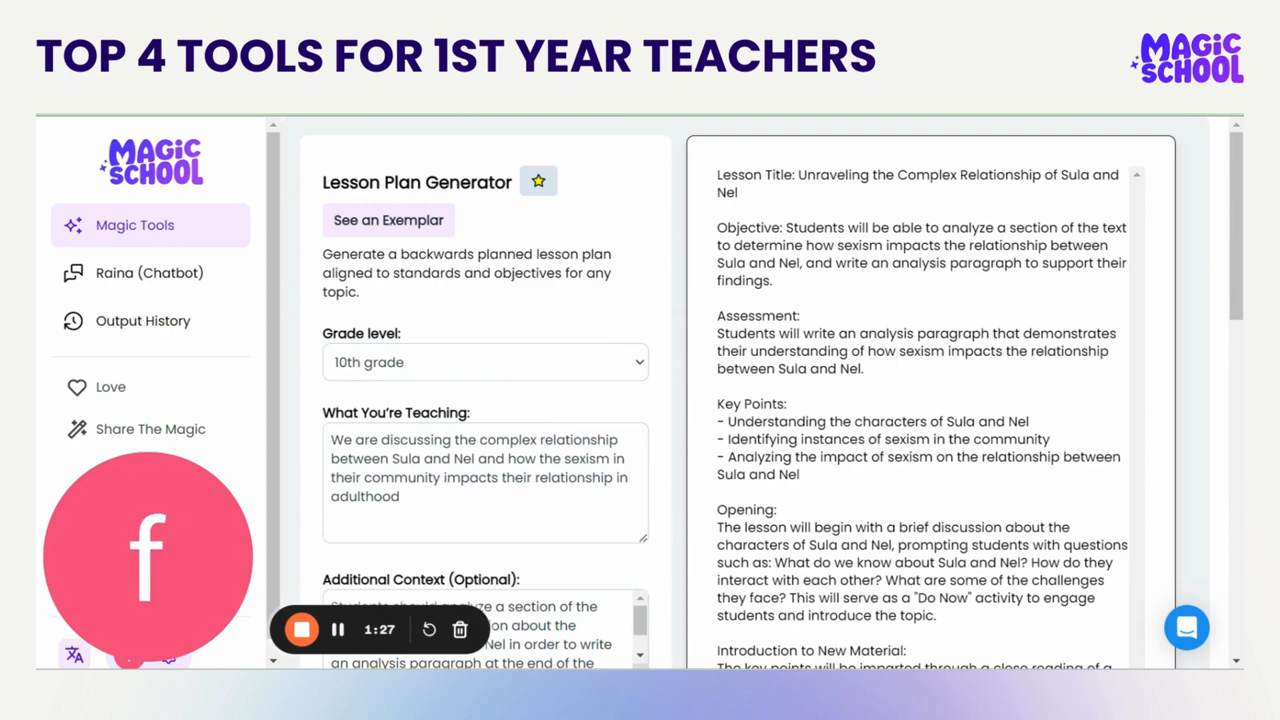 TOP 4 TOOLS FOR 1ST YEAR TEACHERS
MAGIC
SCHOOL
MAGIC
SCHOOL
Magic Tools
Raina (Chatbot)
Output History
Love
Share The Magic
f
Lesson Plan Generator
See an Exemplar
Generate a backwards planned lesson plan
aligned to standards and objectives for any
topic.
Grade level:
10th grade
What You're Teaching:
We are discussing the complex relationship
between Sula and Nel and how the sexism in
their community impacts their relationship in
adulthood
Additional Context (Optional):
Students should analyze a section of the
about the
Nel in order to write
an analysis paragraph at the end of the
1:27
Lesson Title: Unraveling the Complex Relationship of Sula and
Nel
Objective: Students will be able to analyze a section of the text
to determine how sexism impacts the relationship between
Sula and Nel, and write an analysis paragraph to support their
findings.
Assessment:
Students will write an analysis paragraph that demonstrates
their understanding of how sexism impacts the relationship
between Sula and Nel.
Key Points:
- Understanding the characters of Sula and Nel
- Identifying instances of sexism in the community
- Analyzing the impact of sexism on the relationship between
Sula and Nel
Opening:
The lesson will begin with a brief discussion about the
characters of Sula and Nel, prompting students with questions
such as: What do we know about Sula and Nel? How do they
interact with each other? What are some of the challenges
they face? This will serve as a "Do Now" activity to engage
students and introduce the topic.
Introduction to New Material:
The key points will be imparted through a close reading of a